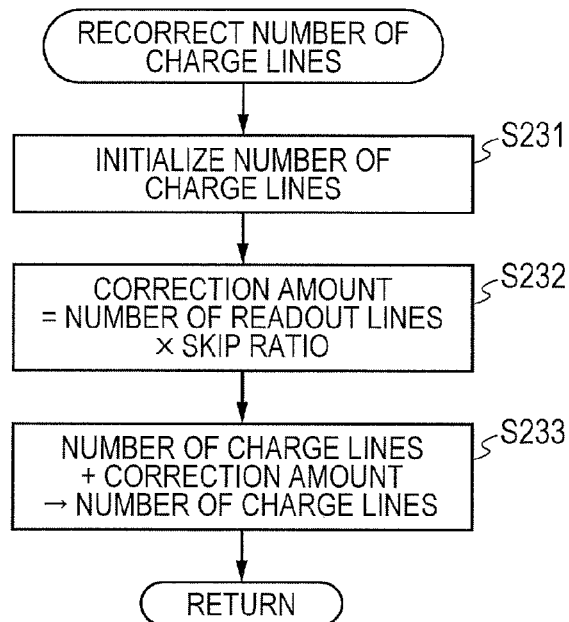 RECORRECT NUMBER OF
CHARGE LINES
S231
INITIALIZE NUMBER OF
CHARGE LINES
S232
CORRECTION AMOUNT
= NUMBER OF READOUT LINES
× SKIP RATIO
S233
NUMBER OF CHARGE LINES
+ CORRECTION AMOUNT
→ NUMBER OF CHARGE LINES
RETURN